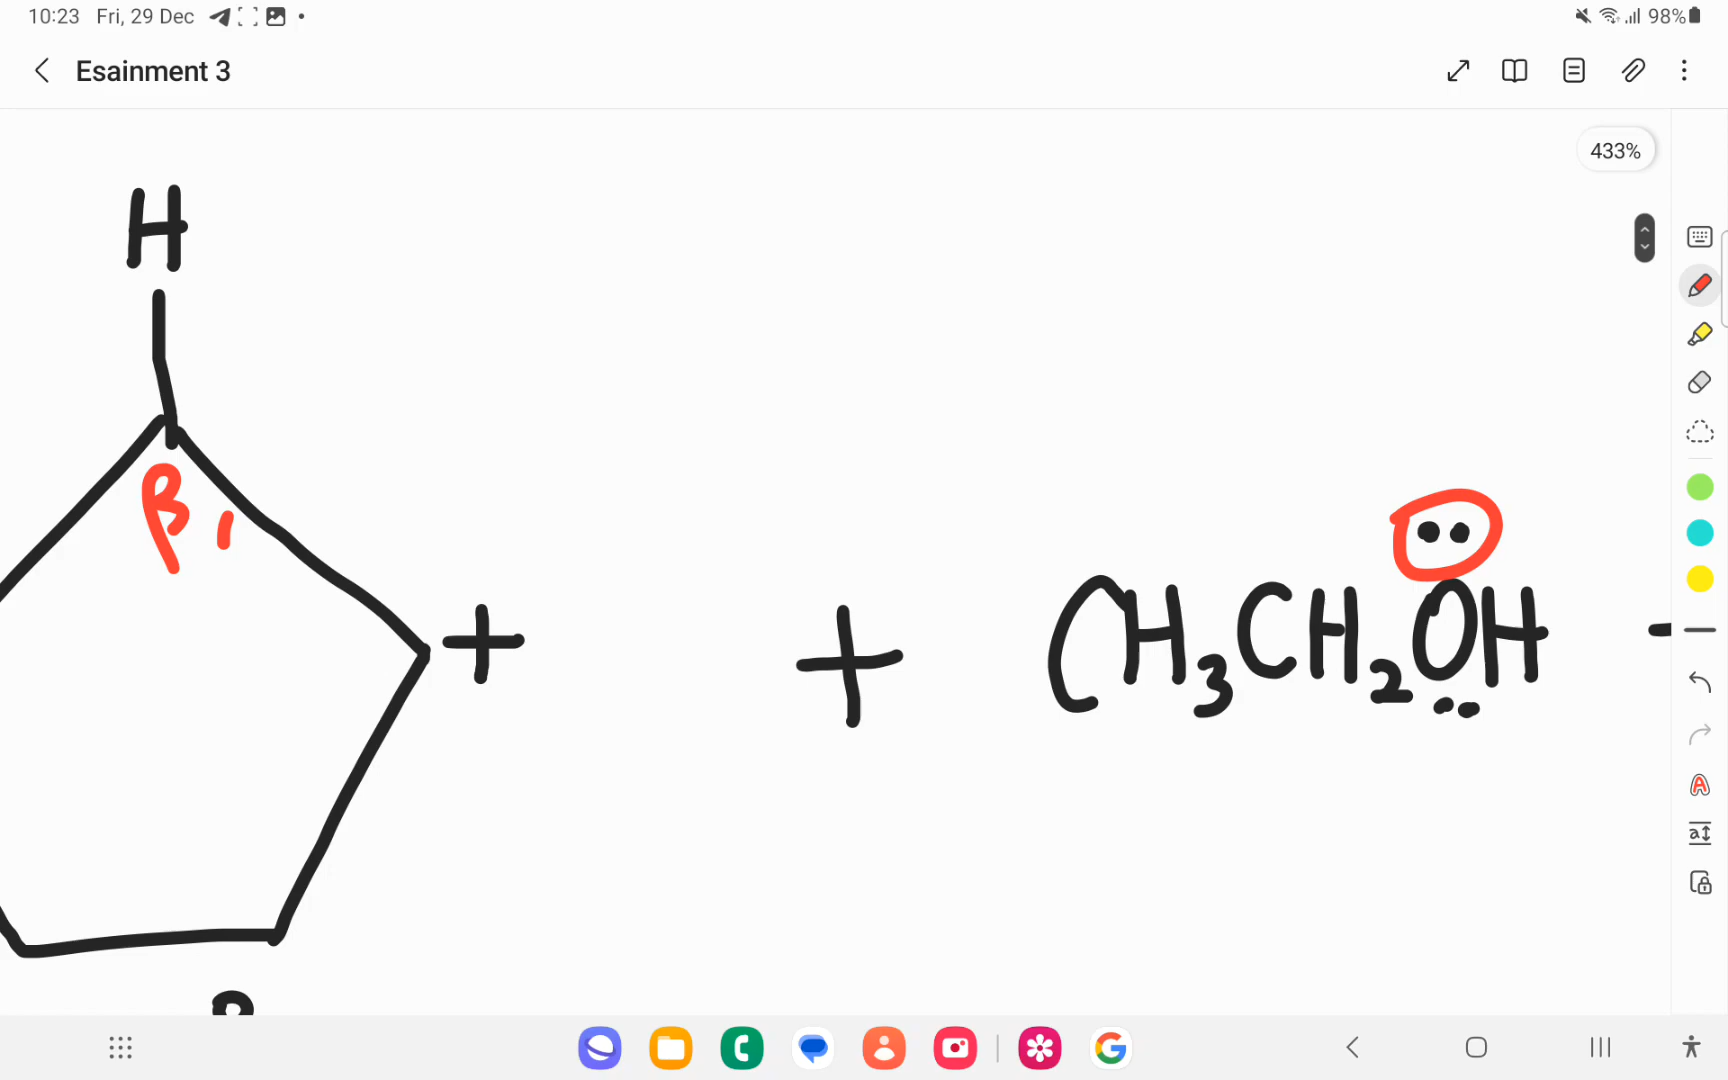 10:23 Fri, 29 Dec 98%
Esainment 3
433%
H
β1
+ + CH₃CH₂OH -